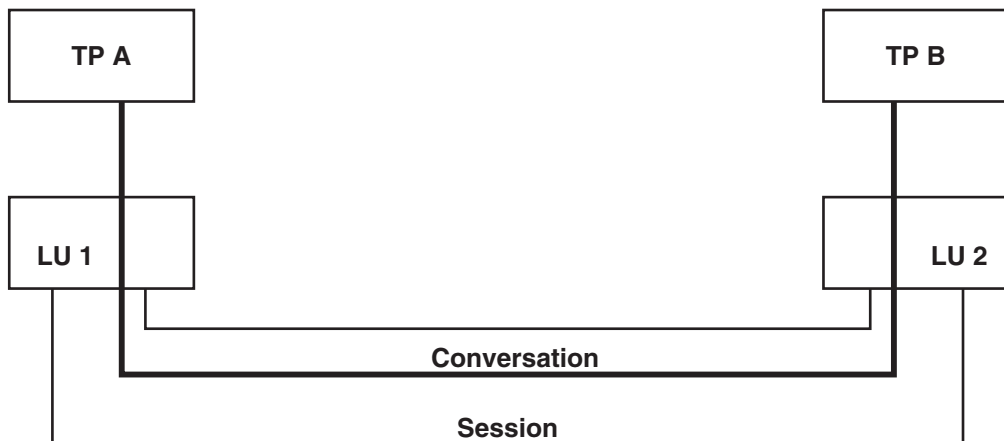 TP A
TP B
LU 1
LU 2
Conversation
Session